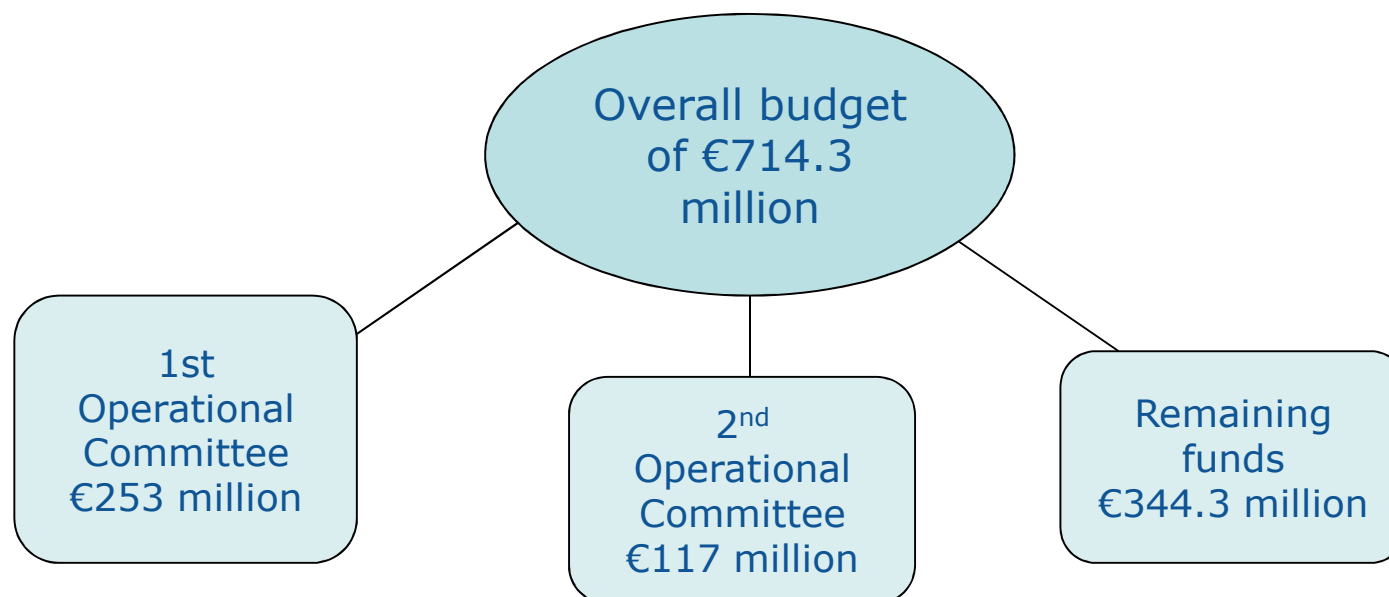 Overall budget
of €714.3
million
1st
Operational
Committee
€253 million
2nd
Operational
Committee
€117 million
Remaining
funds
€344.3 million